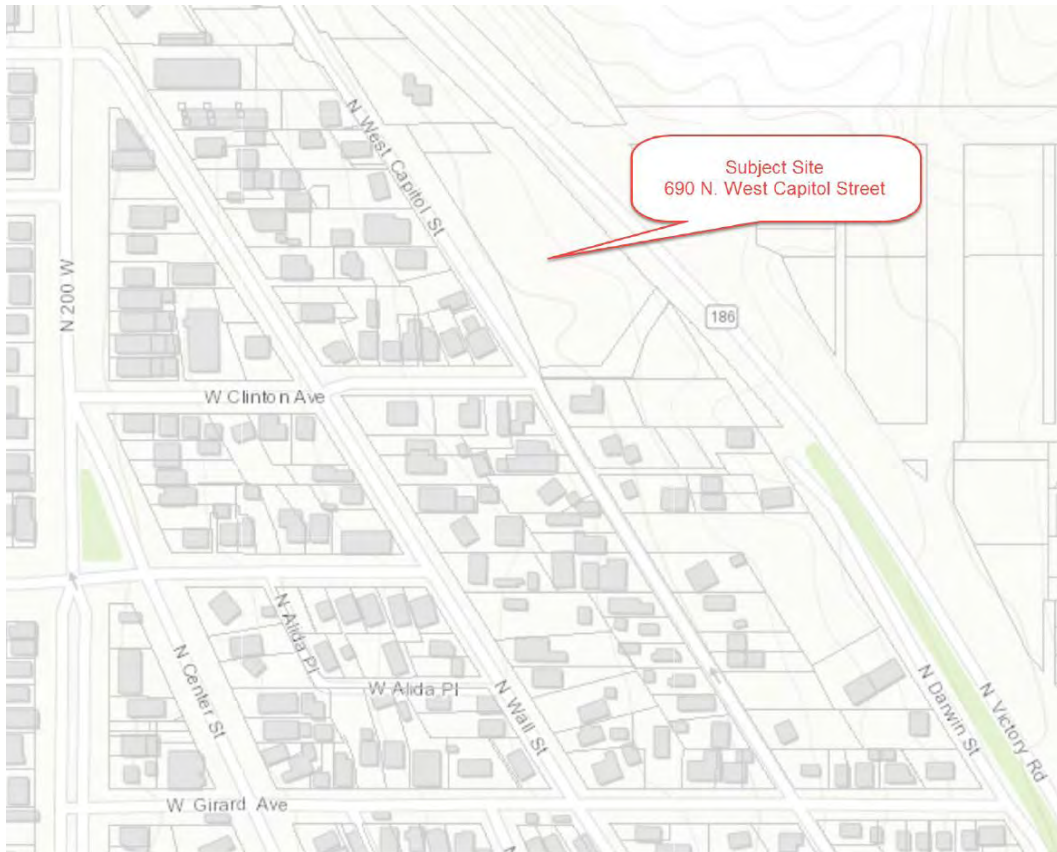 N West Capitol St
Subject Site
690 N. West Capitol Street
N 200 W
186
W Clinton Ave
N Alida Pl
N Center St
W Alida Pl
N Wall St
N Darwin St
N Victory Rd
W Girard Ave
N
N